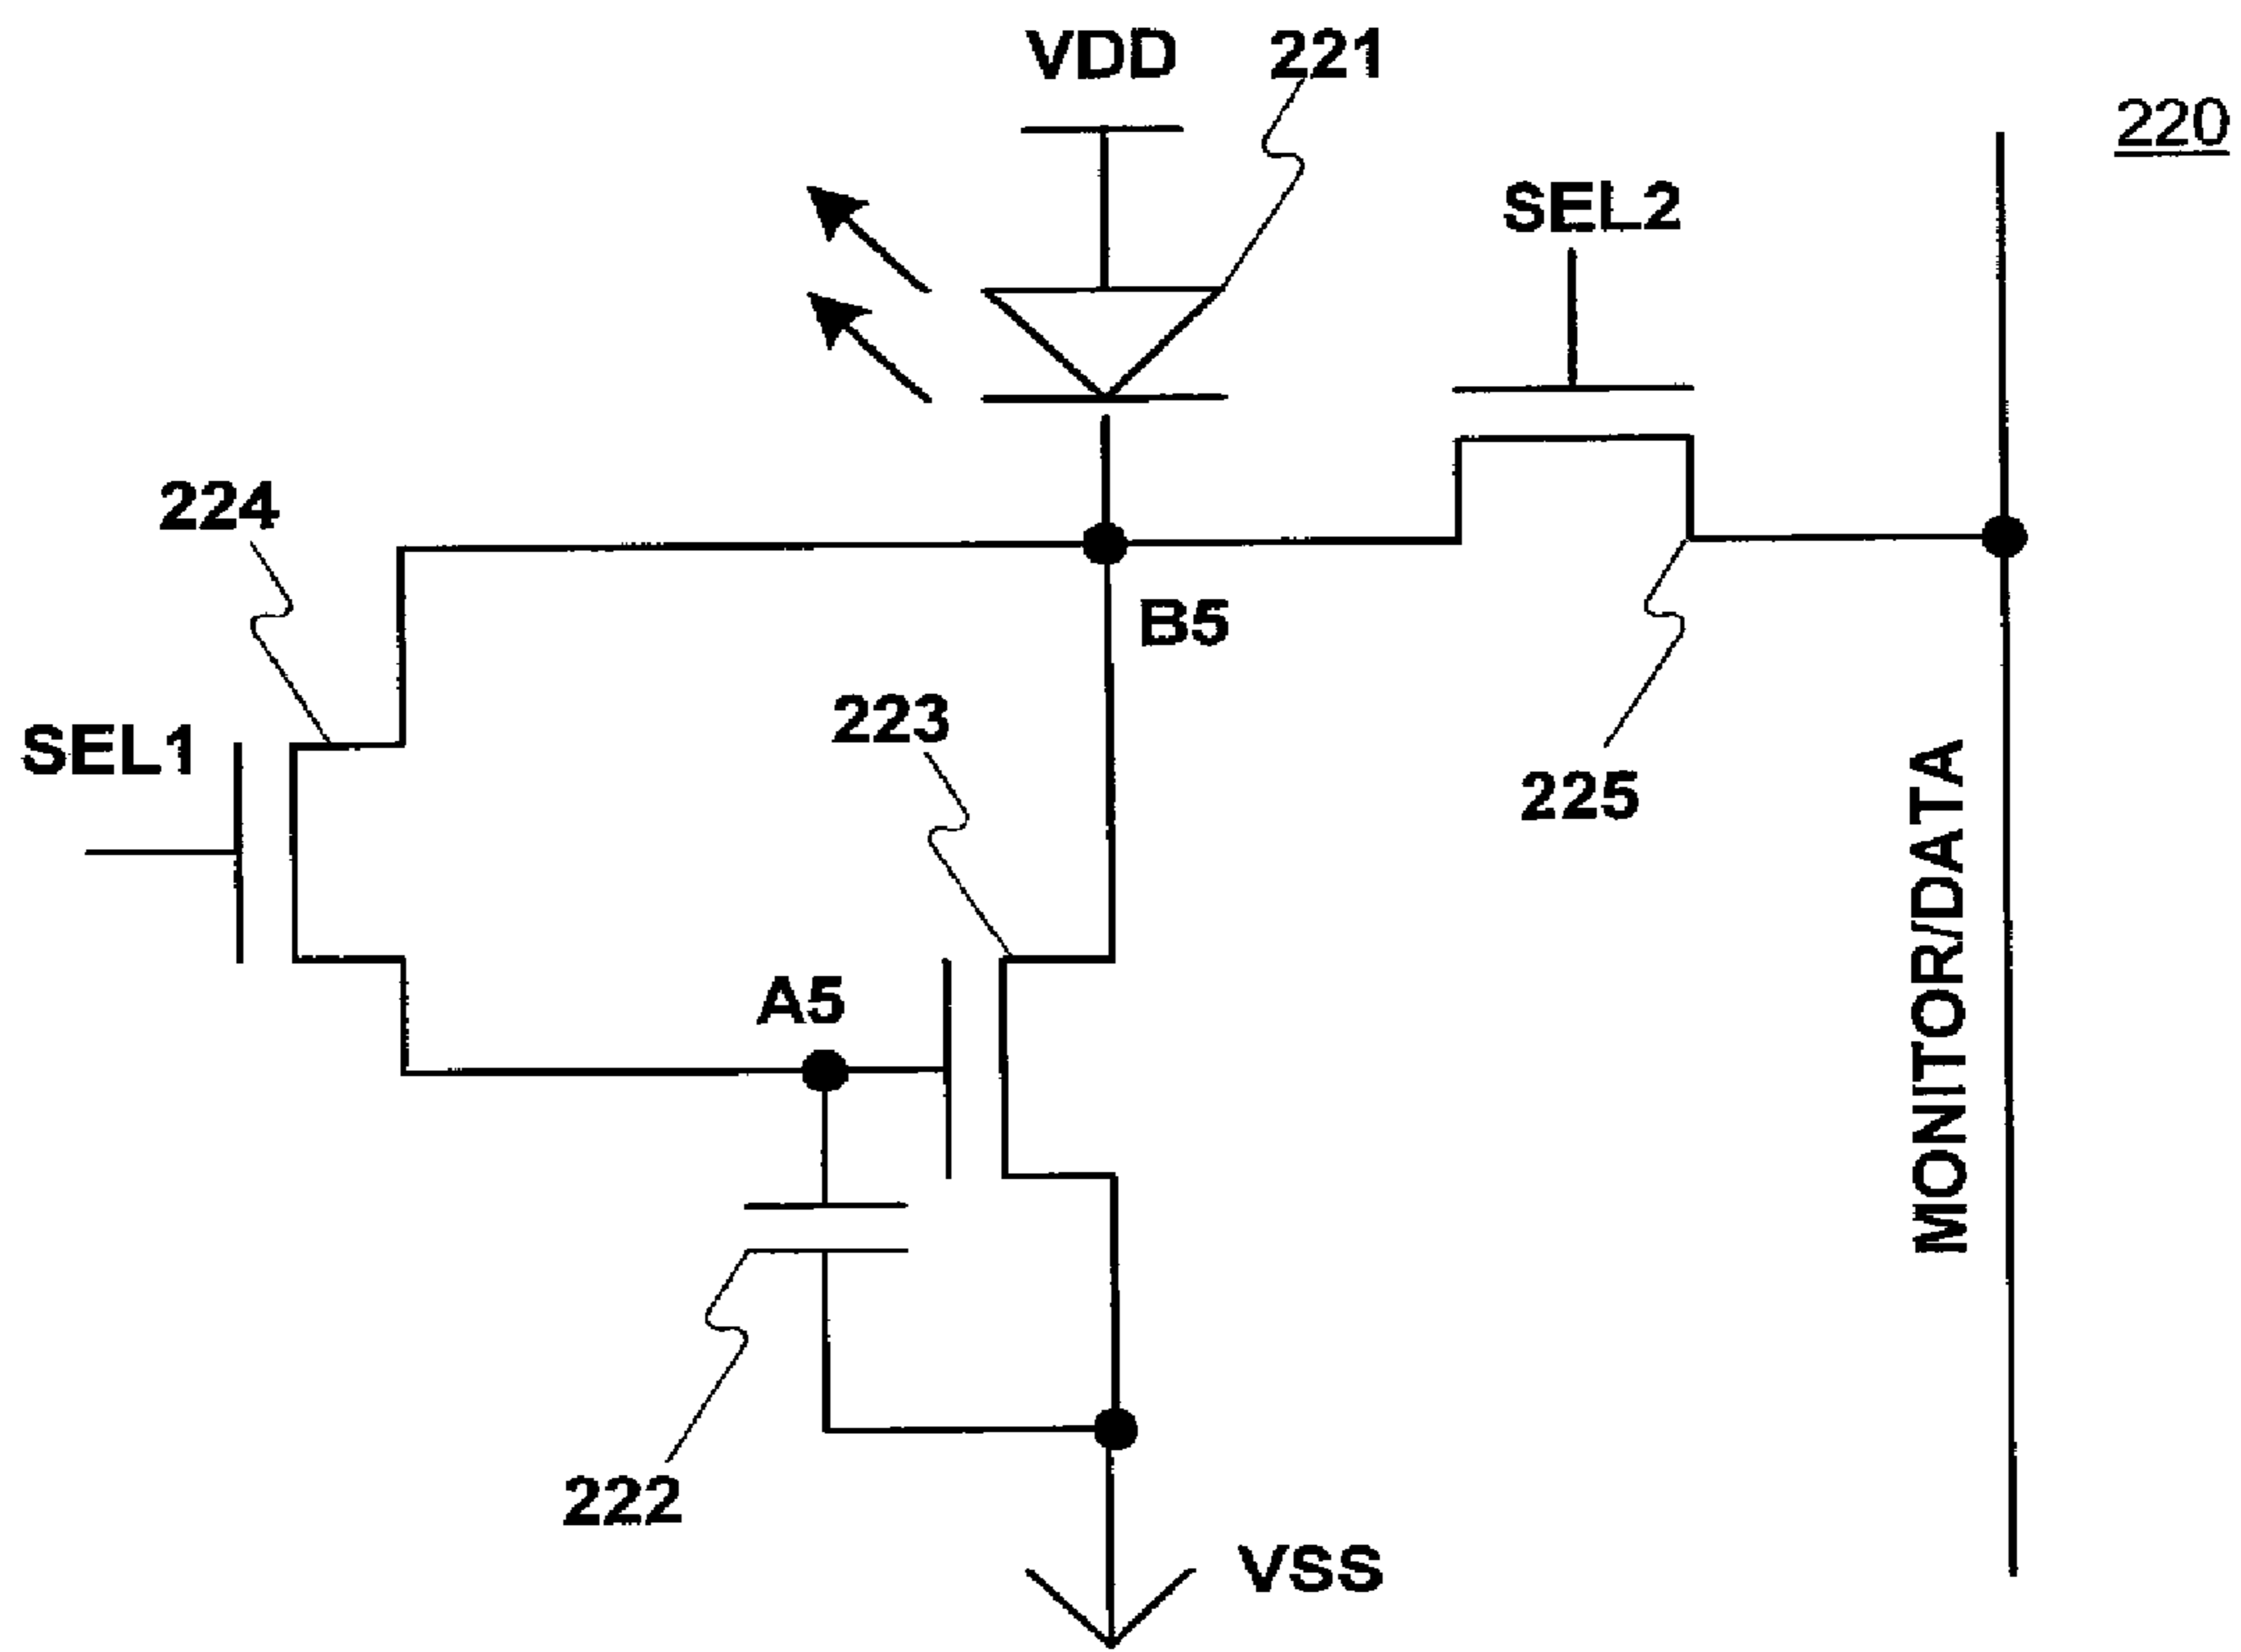 VDD
221
220
SEL2
224
B5
223
SEL1
225
MONITOR/DATA
A5
222
VSS